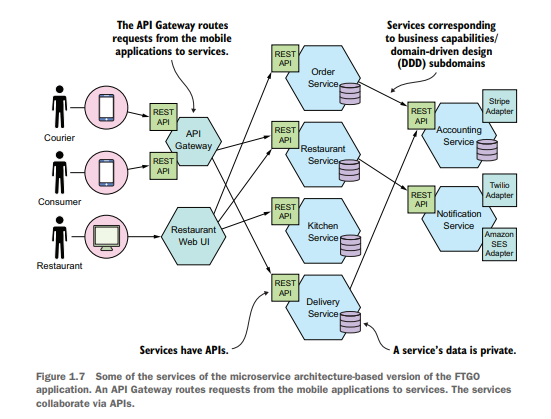 The API Gateway routes
requests from the mobile
applications to services.
Services corresponding
to business capabilities/
domain-driven design
(DDD) subdomains
REST
API
Order
Service
Stripe
Adapter
REST
API
Courier
API
Gateway
REST
API
Restaurant
Service
REST
API
Accounting
Service
REST
API
Consumer
Twilio
Adapter
REST
API
Notification
Service
REST
API
Kitchen
Service
Restaurant
Web UI
Amazon
SES
Adapter
Restaurant
REST
API
Delivery
Service
Services have APIs.
A service's data is private.
Figure 1.7 Some of the services of the microservice architecture-based version of the FTGO
application. An API Gateway routes requests from the mobile applications to services. The services
collaborate via APIs.